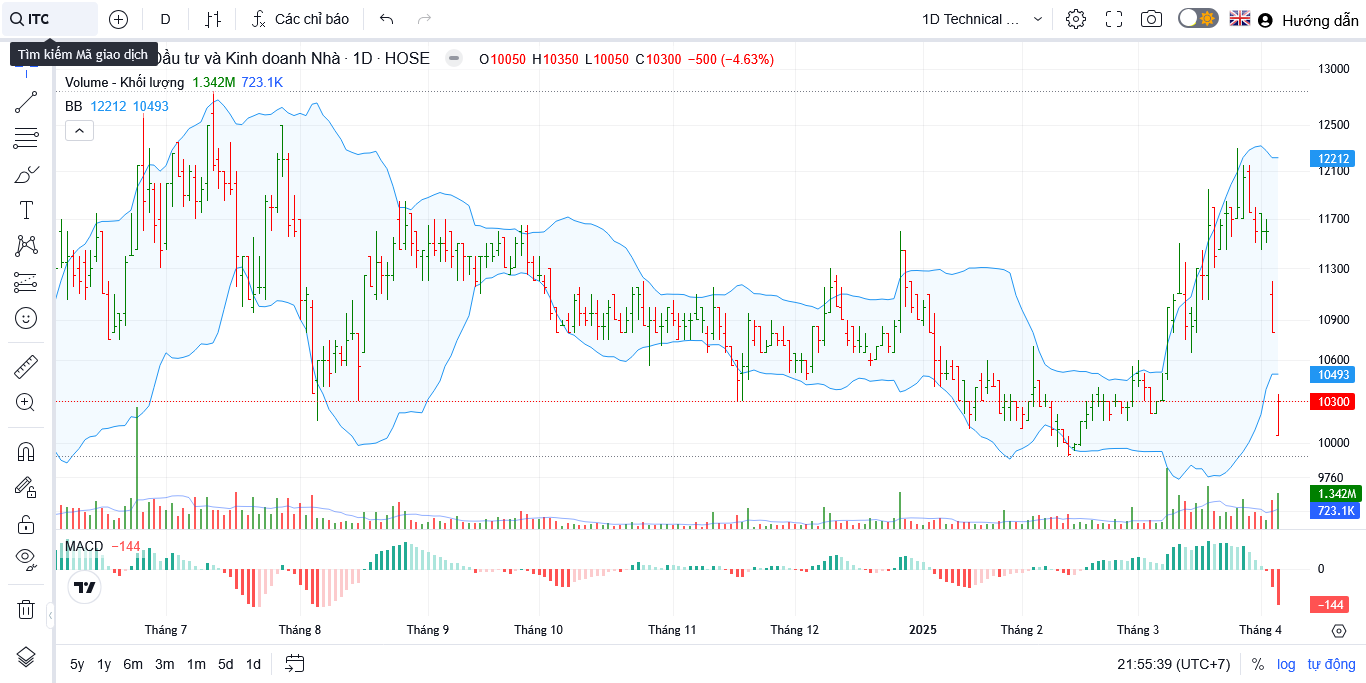 ITC
D
Các chỉ báo
1D Technical ...
Hướng dẫn
Tìm kiếm Mã giao dịch
Đầu tư và Kinh doanh Nhà · 1D · HOSE
O10050 H10350 L10050 C10300 −500 (−4.63%)
Volume - Khối lượng 1.342M 723.1K
BB 12212 10493
13000
12500
12212
12100
11700
11300
10900
10600
10493
10300
10000
9760
1.342M
723.1K
MACD −144
0
−144
Tháng 7
Tháng 8
Tháng 9
Tháng 10
Tháng 11
Tháng 12
2025
Tháng 2
Tháng 3
Tháng 4
5y 1y 6m 3m 1m 5d 1d
21:55:39 (UTC+7)
%
log
tự động